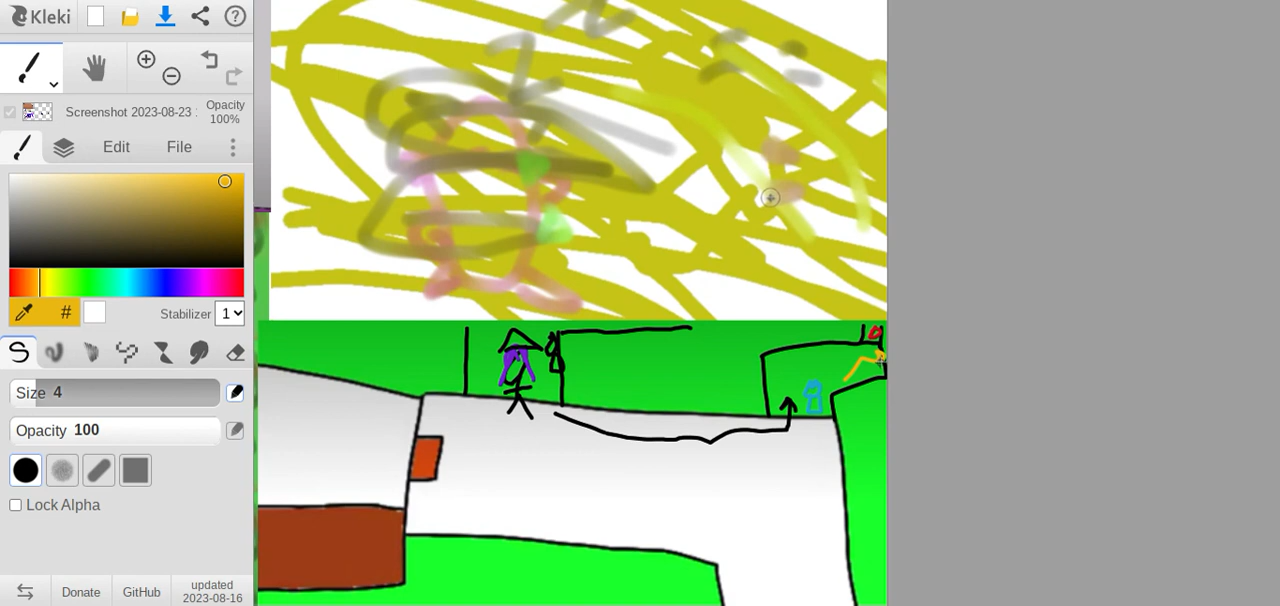 Kleki
?
Screenshot 2023-08-23
Opacity
100%
Edit
File
#
Stabilizer
1
Size 4
Opacity 100
Lock Alpha
Donate
GitHub
updated
2023-08-16